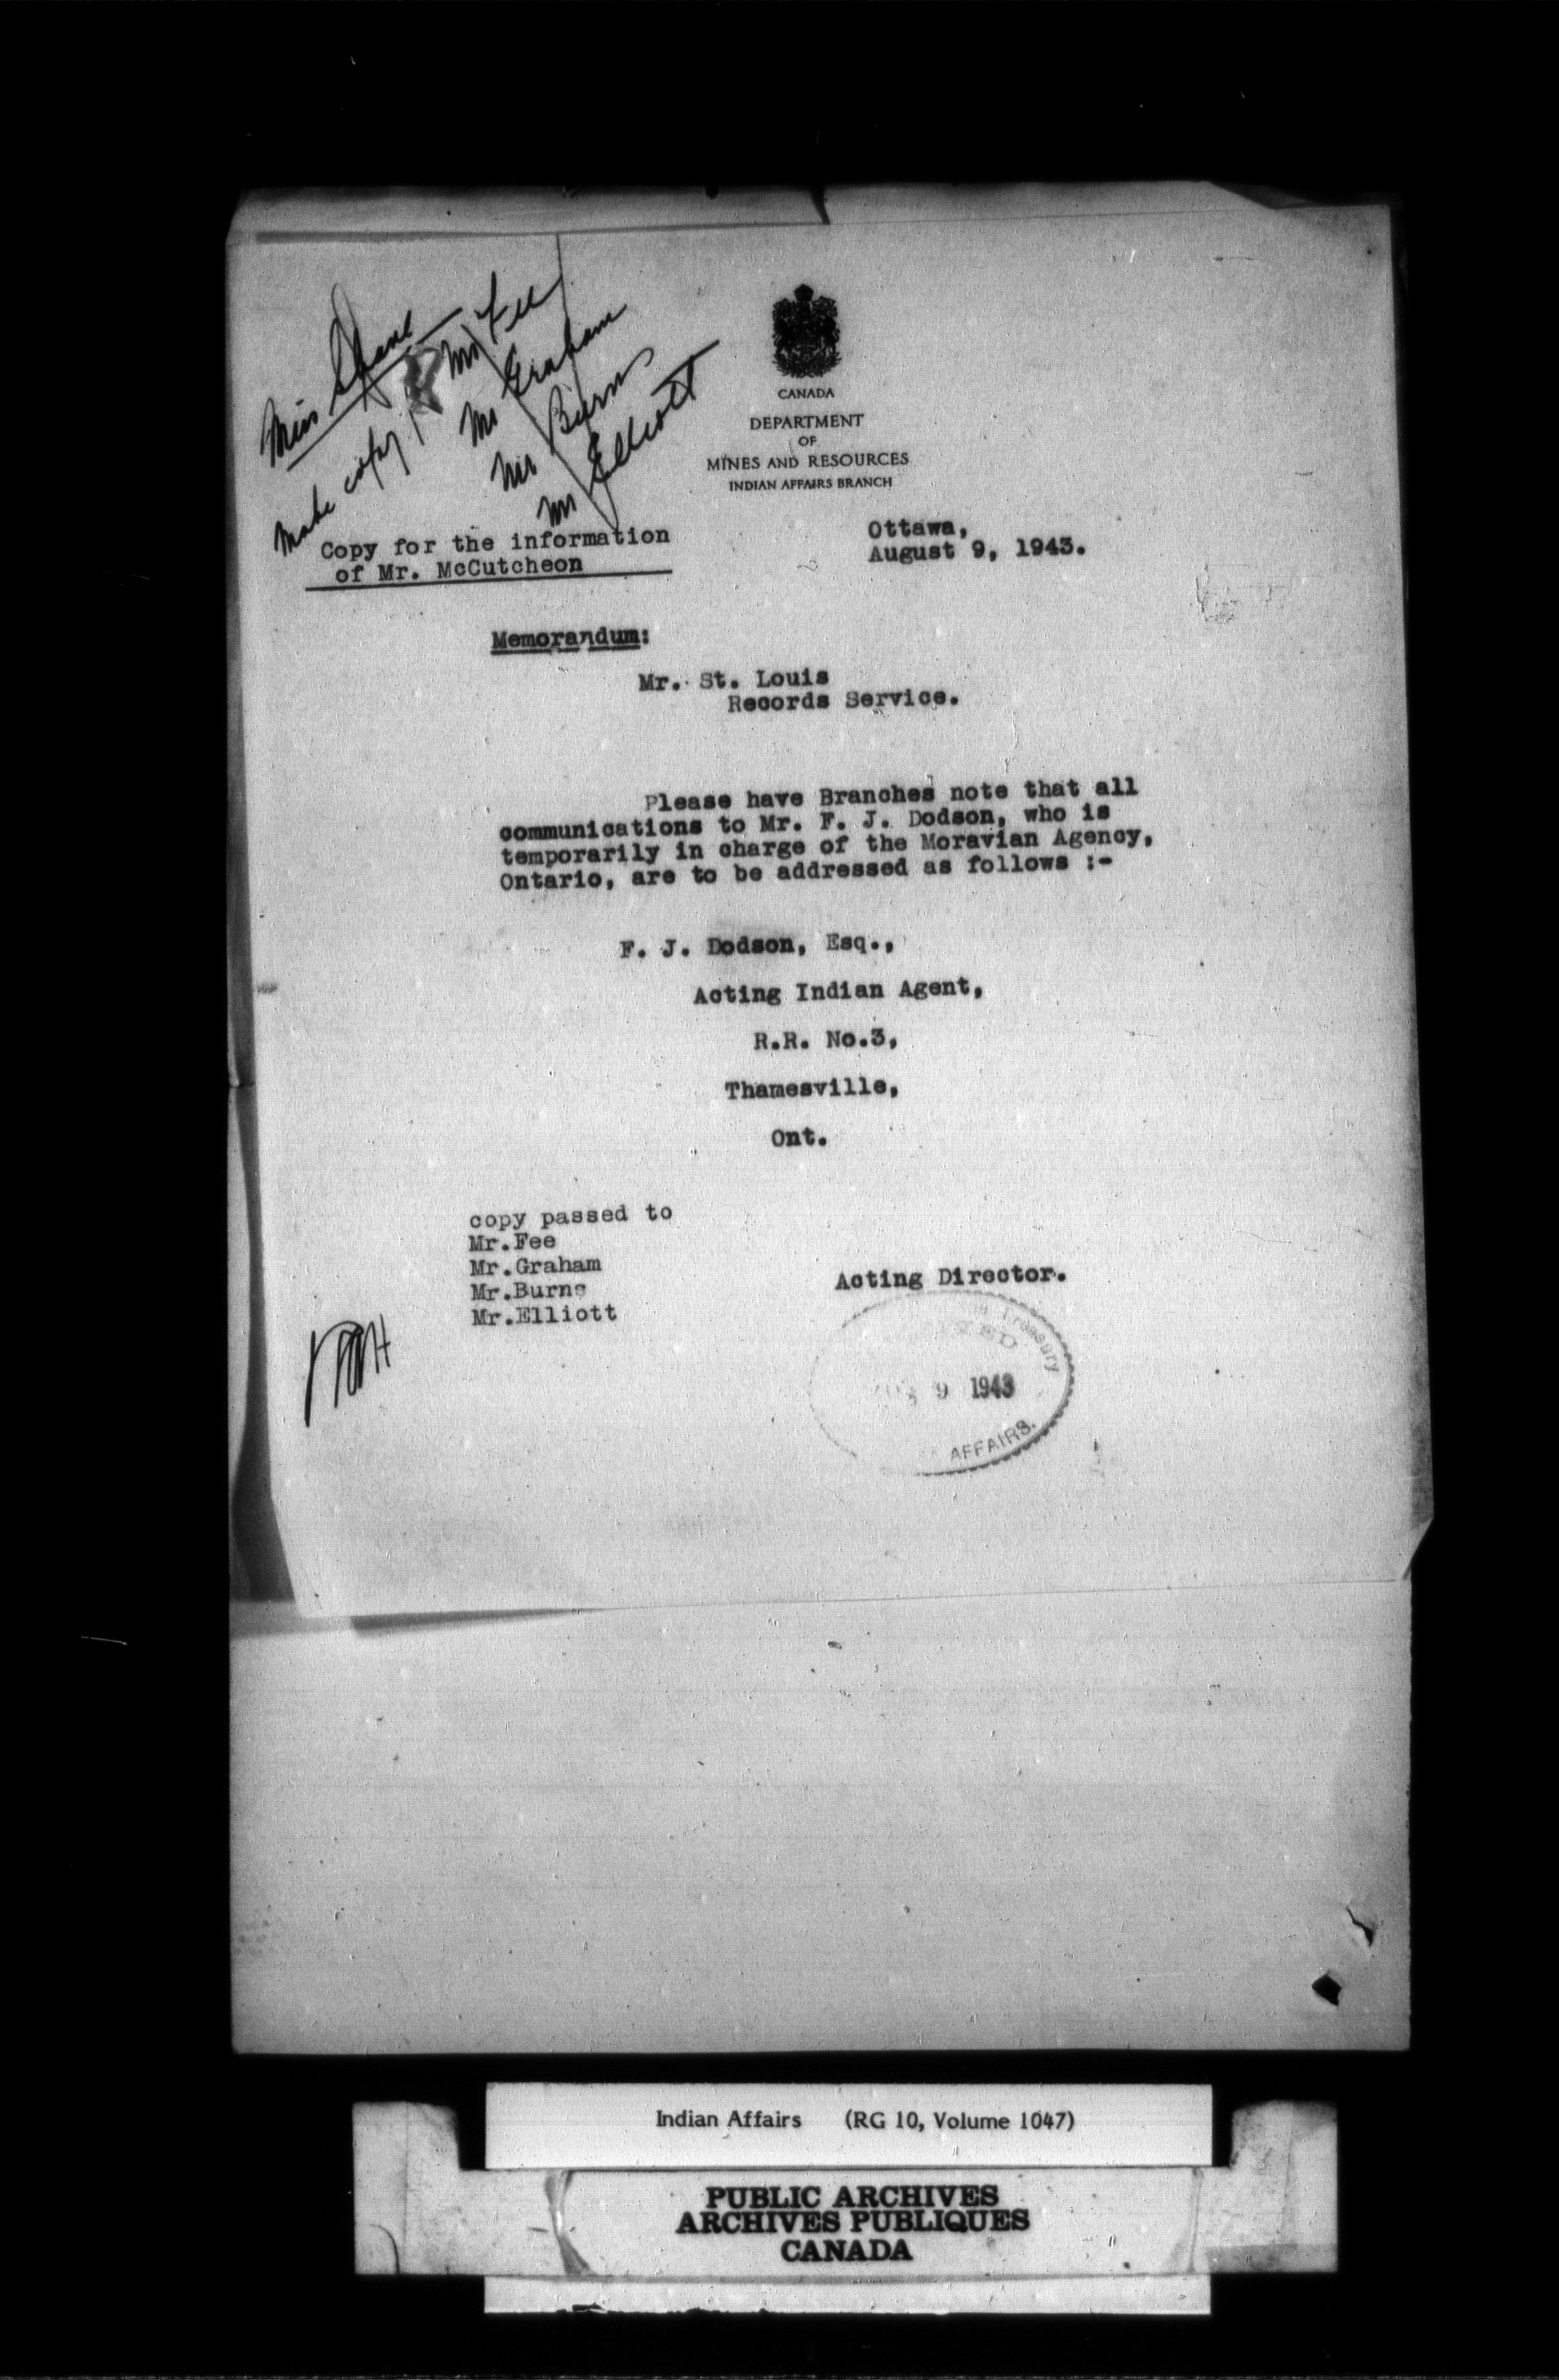 Miss
Make copy
Mr Fee
Mr Graham
Mr Burns
Mr Elliott
CANADA
DEPARTMENT
OF
MINES AND RESOURCES
INDIAN AFFAIRS BRANCH
Copy for the information
of Mr. McCutcheon
Ottawa,
August 9, 1943.
Memorandum:
Mr. St. Louis
Records Service.
Please have Branches note that all
communications to Mr. F. J. Dodson, who is
temporarily in charge of the Moravian Agency,
Ontario, are to be addressed as follows :-
F. J. Dodson, Esq.,
Acting Indian Agent,
R.R. No.3,
Thamesville,
Ont.
copy passed to
Mr.Fee
Mr.Graham
Mr.Burns
Mr.Elliott
Acting Director.
Treasury
9 1943
AFFAIRS.
Indian Affairs (RG 10, Volume 1047)
PUBLIC ARCHIVES
ARCHIVES PUBLIQUES
CANADA